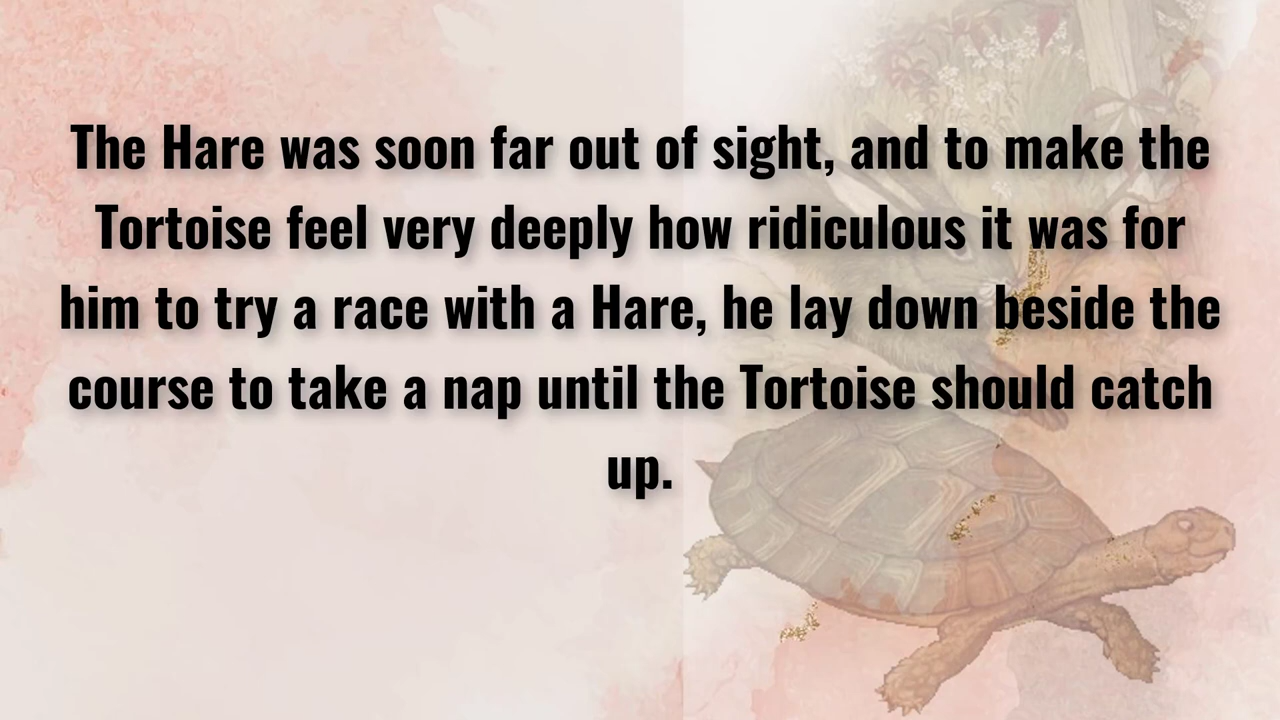 The Hare was soon far out of sight, and to make the
Tortoise feel very deeply how ridiculous it was for
him to try a race with a Hare, he lay down beside the
course to take a nap until the Tortoise should catch
up.